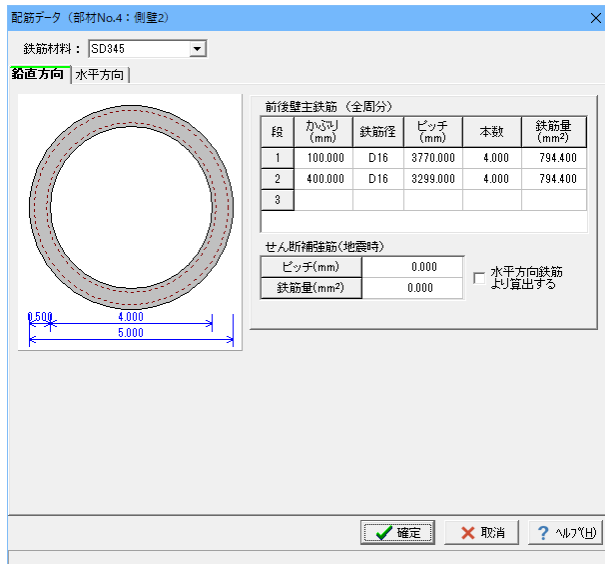 配筋データ（部材No.4：側壁2）
鉄筋材料： SD345
鉛直方向 水平方向
前後壁主鉄筋（全周分）
段 かぶり(mm) 鉄筋径 ピッチ(mm) 本数 鉄筋量(mm²)
1 100.000 D16 3770.000 4.000 794.400
2 400.000 D16 3299.000 4.000 794.400
3
せん断補強筋(地震時)
ピッチ(mm) 0.000
鉄筋量(mm²) 0.000
水平方向鉄筋
より算出する
0.500 4.000
5.000
確定 取消 ? ヘルプ(H)